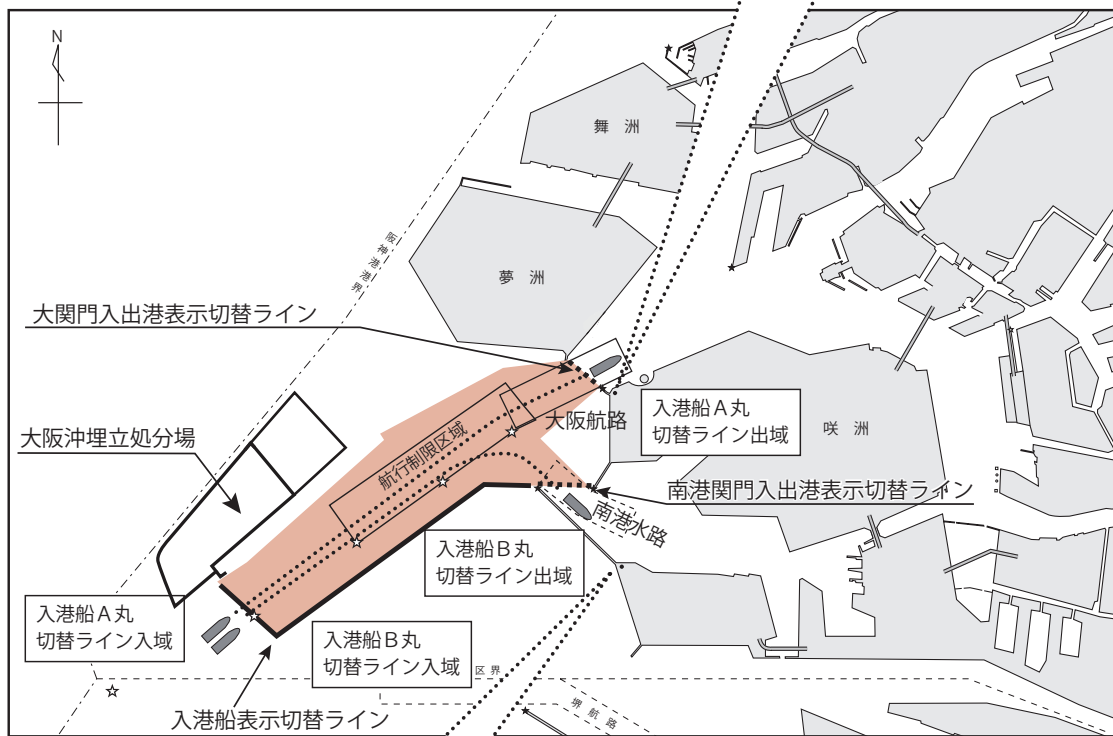 N
舞 洲
阪神港港界
夢 洲
大関門入出港表示切替ライン
大阪航路
入港船A丸
切替ライン出域
咲 洲
大阪沖埋立処分場
航行制限区域
南港関門入出港表示切替ライン
南港水路
入港船B丸
切替ライン出域
入港船A丸
切替ライン入域
入港船B丸
切替ライン入域
区界
堺航路
入港船表示切替ライン